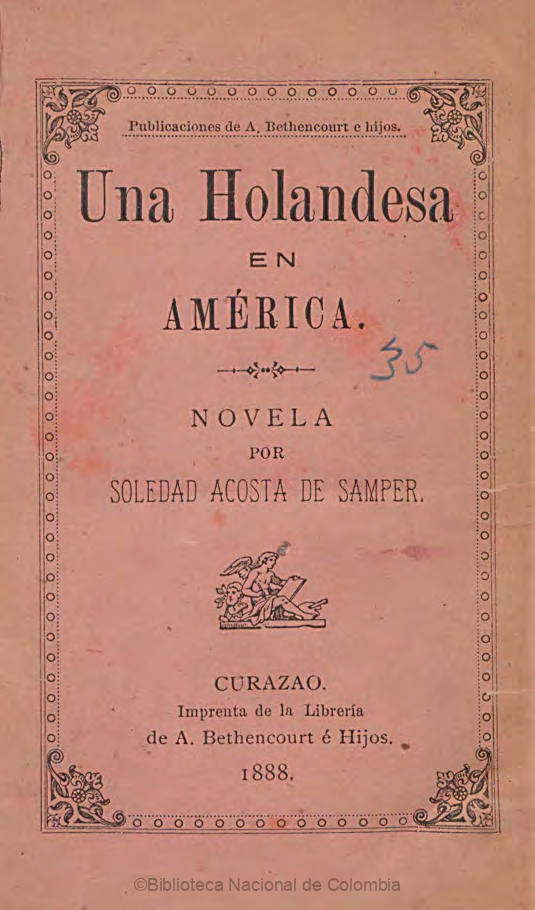 Publicaciones de A. Bethencourt e hijos.
Una Holandesa
EN
AMÉRICA.
35
NOVELA
POR
SOLEDAD ACOSTA DE SAMPER.
CURAZAO.
Imprenta de la Librería
de A. Bethencourt é Hijos.
1888.
©Biblioteca Nacional de Colombia